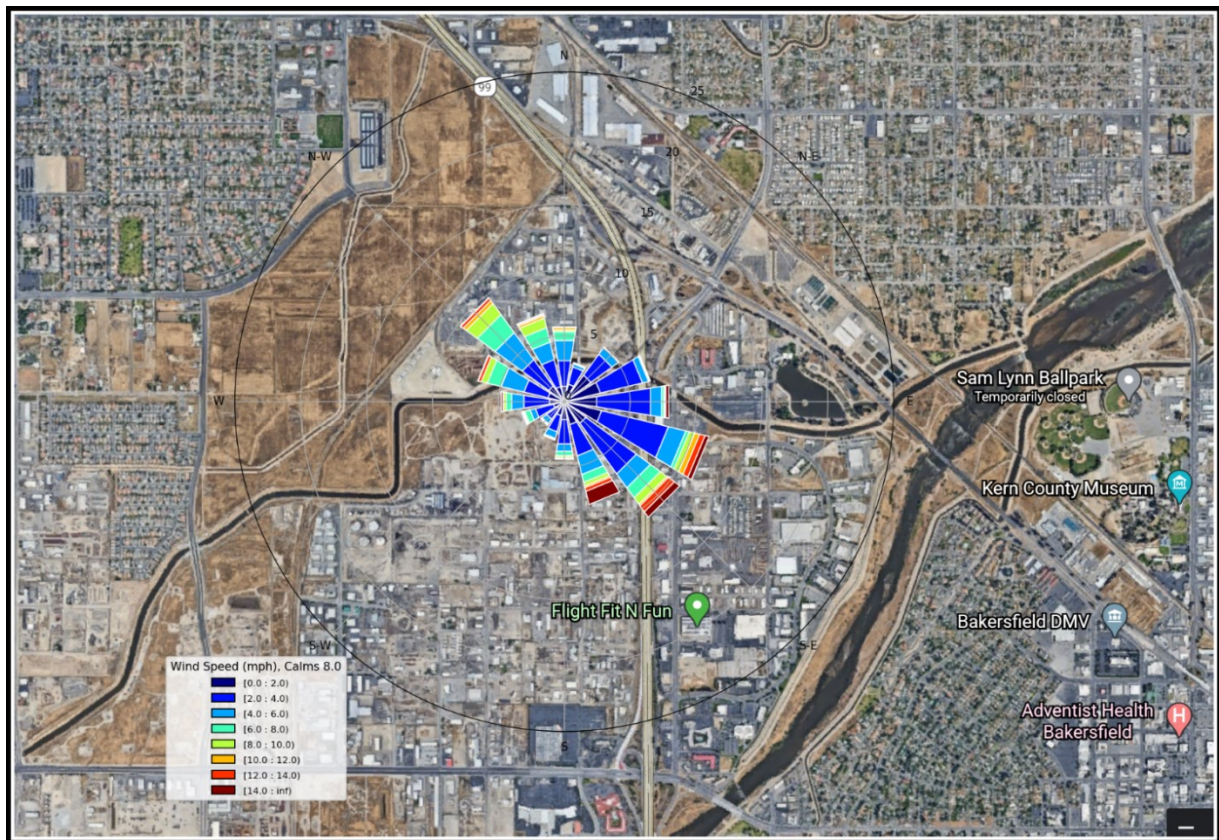 N
99
25
N-W
20
N-E
15
10
5
W
E
Sam Lynn Ballpark
Temporarily closed
Kern County Museum
Flight Fit N Fun
Bakersfield DMV
S-W
S-E
Wind Speed (mph), Calms 8.0
[0.0 : 2.0)
[2.0 : 4.0)
[4.0 : 6.0)
[6.0 : 8.0)
[8.0 : 10.0)
[10.0 : 12.0)
[12.0 : 14.0)
[14.0 : inf)
Adventist Health
Bakersfield
H
S